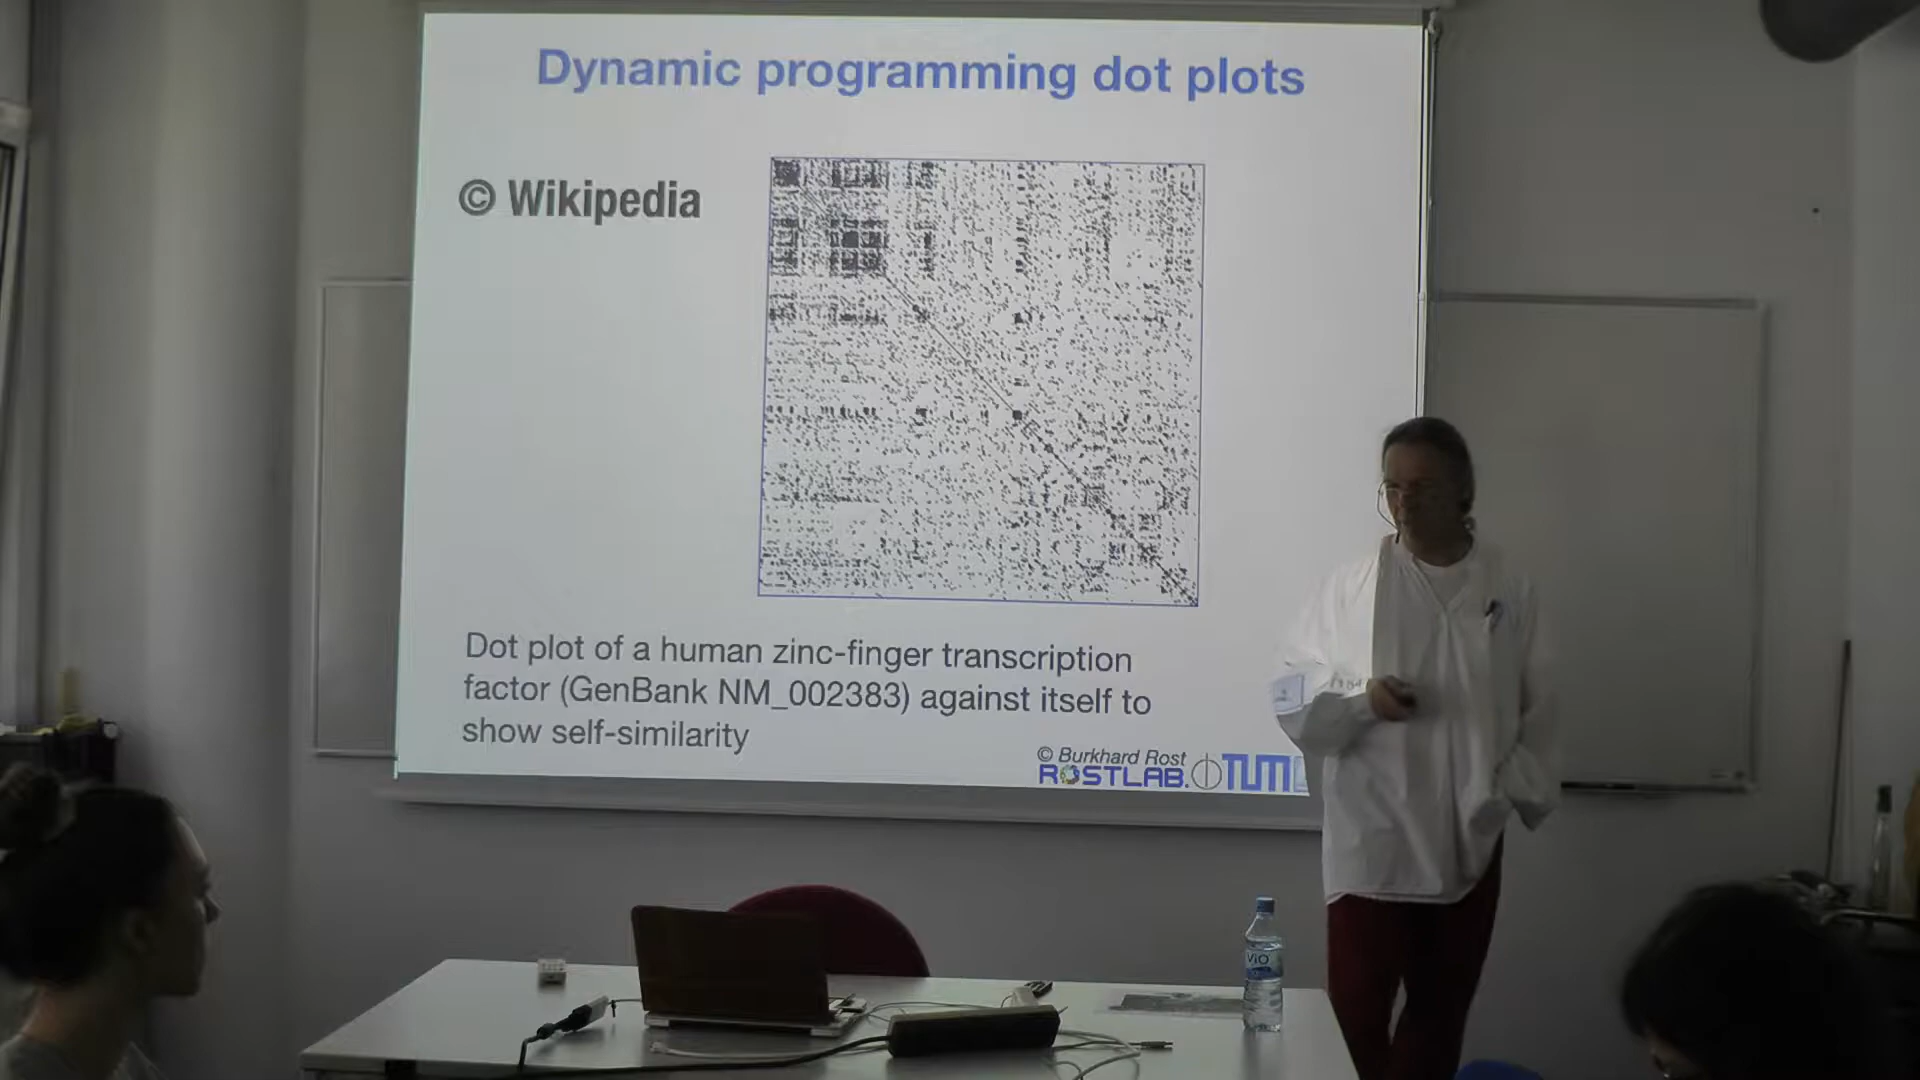 Dynamic programming dot plots
© Wikipedia
Dot plot of a human zinc-finger transcription
factor (GenBank NM_002383) against itself to
show self-similarity
© Burkhard Rost
ROSTLAB.
TUM
ViO